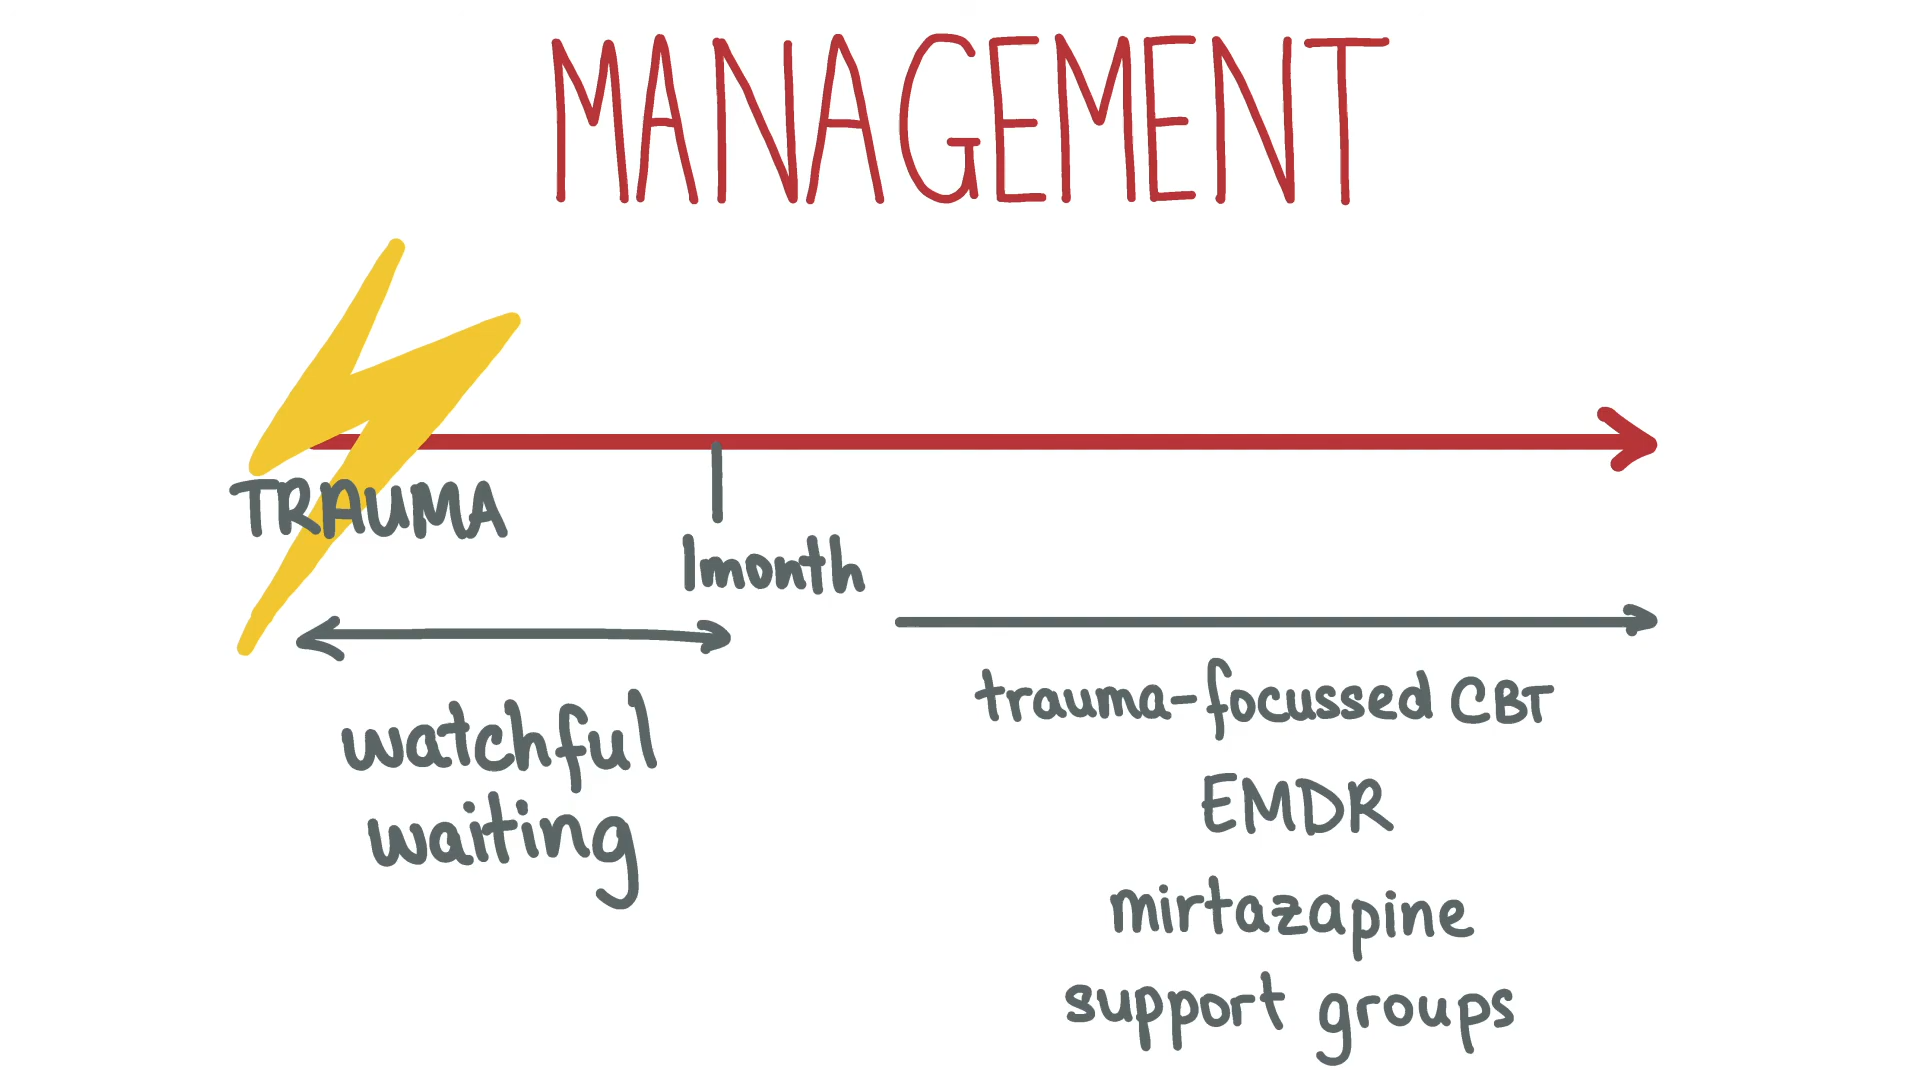 MANAGEMENT
TRAUMA
1month
watchful
waiting
trauma-focussed CBT
EMDR
mirtazapine
support groups